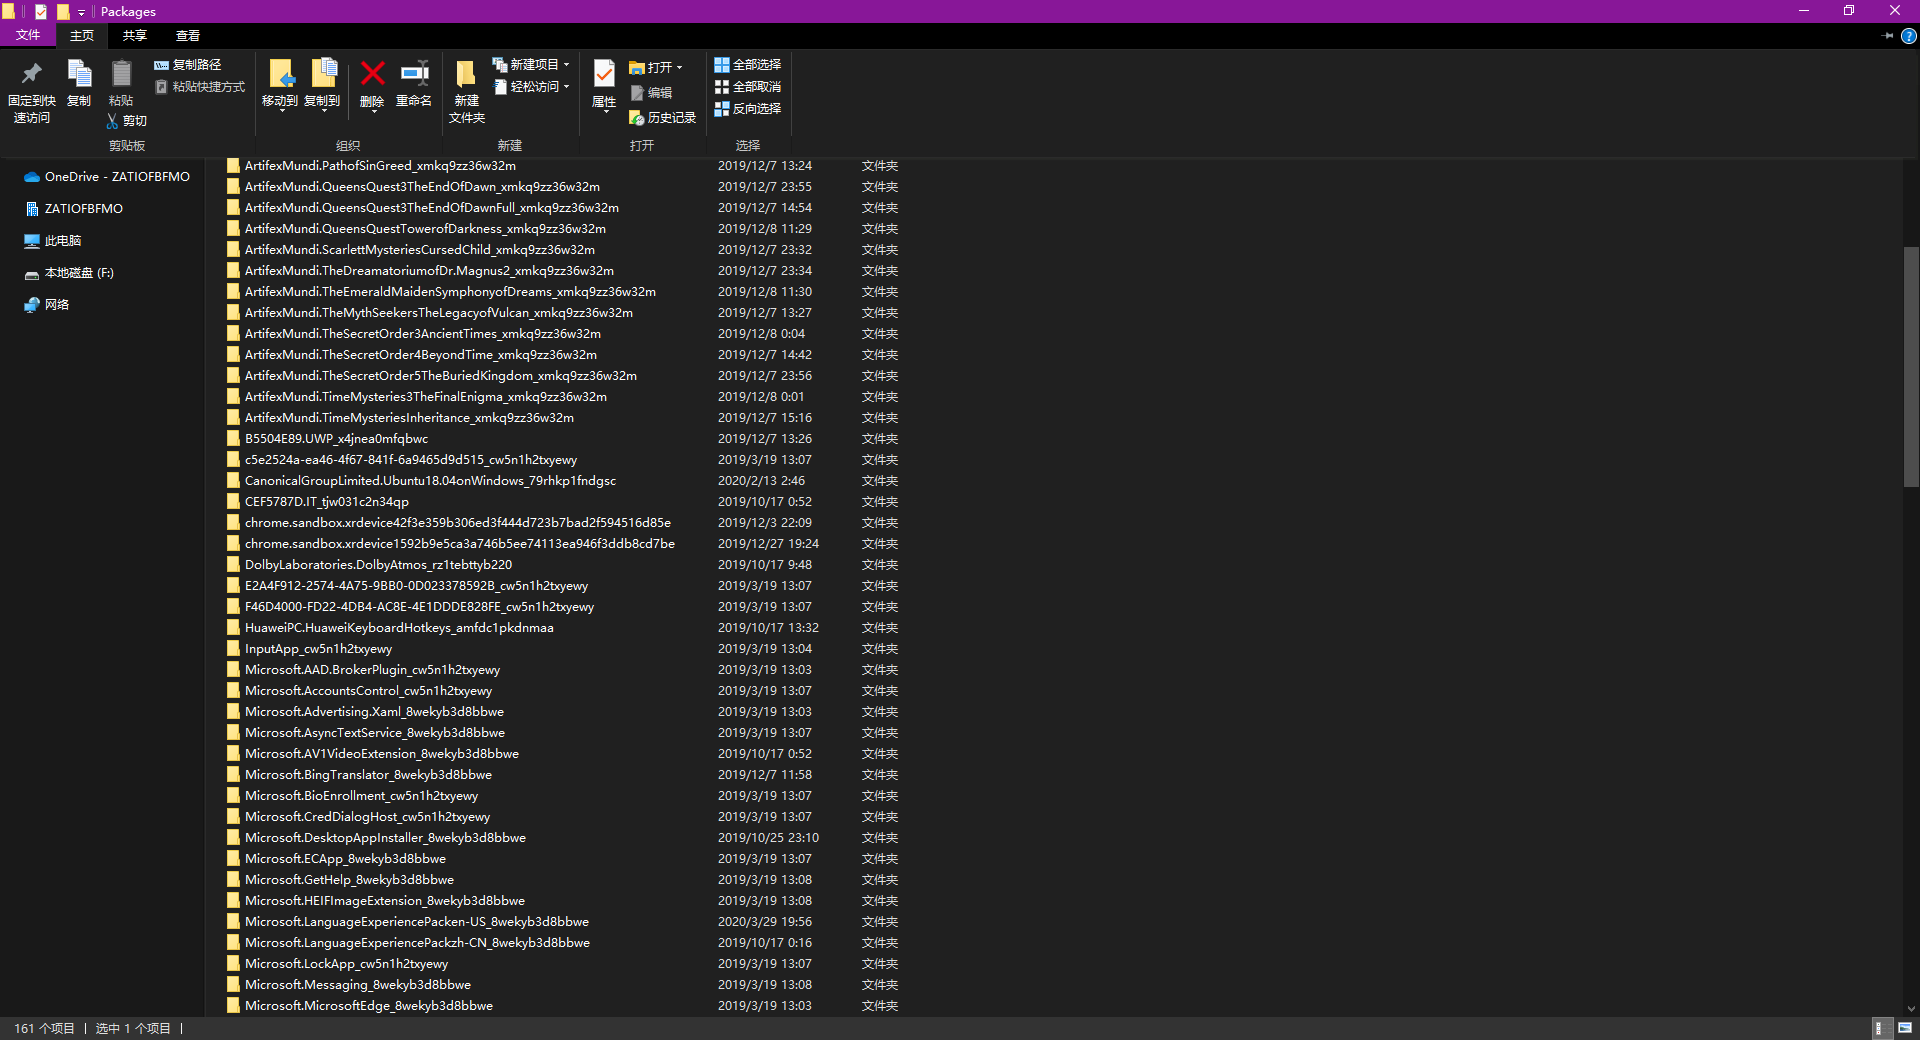 Packages
文件 主页 共享 查看
固定到快速访问 复制 粘贴 复制路径 粘贴快捷方式 剪切 移动到 复制到 删除 重命名 新建文件夹 新建项目 轻松访问 属性 打开 编辑 历史记录 全部选择 全部取消 反向选择
剪贴板 组织 新建 打开 选择
OneDrive - ZATIOFBFMO
ZATIOFBFMO
此电脑
本地磁盘 (F:)
网络
ArtifexMundi.PathofSinGreed_xmkq9zz36w32m 2019/12/7 13:24 文件夹
ArtifexMundi.QueensQuest3TheEndOfDawn_xmkq9zz36w32m 2019/12/7 23:55 文件夹
ArtifexMundi.QueensQuest3TheEndOfDawnFull_xmkq9zz36w32m 2019/12/7 14:54 文件夹
ArtifexMundi.QueensQuestTowerofDarkness_xmkq9zz36w32m 2019/12/8 11:29 文件夹
ArtifexMundi.ScarlettMysteriesCursedChild_xmkq9zz36w32m 2019/12/7 23:32 文件夹
ArtifexMundi.TheDreamatoriumofDr.Magnus2_xmkq9zz36w32m 2019/12/7 23:34 文件夹
ArtifexMundi.TheEmeraldMaidenSymphonyofDreams_xmkq9zz36w32m 2019/12/8 11:30 文件夹
ArtifexMundi.TheMythSeekersTheLegacyofVulcan_xmkq9zz36w32m 2019/12/7 13:27 文件夹
ArtifexMundi.TheSecretOrder3AncientTimes_xmkq9zz36w32m 2019/12/8 0:04 文件夹
ArtifexMundi.TheSecretOrder4BeyondTime_xmkq9zz36w32m 2019/12/7 14:42 文件夹
ArtifexMundi.TheSecretOrder5TheBuriedKingdom_xmkq9zz36w32m 2019/12/7 23:56 文件夹
ArtifexMundi.TimeMysteries3TheFinalEnigma_xmkq9zz36w32m 2019/12/8 0:01 文件夹
ArtifexMundi.TimeMysteriesInheritance_xmkq9zz36w32m 2019/12/7 15:16 文件夹
B5504E89.UWP_x4jnea0mfqbwc 2019/12/7 13:26 文件夹
c5e2524a-ea46-4f67-841f-6a9465d9d515_cw5n1h2txyewy 2019/3/19 13:07 文件夹
CanonicalGroupLimited.Ubuntu18.04onWindows_79rhkp1fndgsc 2020/2/13 2:46 文件夹
CEF5787D.IT_tjw031c2n34qp 2019/10/17 0:52 文件夹
chrome.sandbox.xrdevice42f3e359b306ed3f444d723b7bad2f594516d85e 2019/12/3 22:09 文件夹
chrome.sandbox.xrdevice1592b9e5ca3a746b5ee74113ea946f3ddb8cd7be 2019/12/27 19:24 文件夹
DolbyLaboratories.DolbyAtmos_rz1tebttyb220 2019/10/17 9:48 文件夹
E2A4F912-2574-4A75-9BB0-0D023378592B_cw5n1h2txyewy 2019/3/19 13:07 文件夹
F46D4000-FD22-4DB4-AC8E-4E1DDDE828FE_cw5n1h2txyewy 2019/3/19 13:07 文件夹
HuaweiPC.HuaweiKeyboardHotkeys_amfdc1pkdnmaa 2019/10/17 13:32 文件夹
InputApp_cw5n1h2txyewy 2019/3/19 13:04 文件夹
Microsoft.AAD.BrokerPlugin_cw5n1h2txyewy 2019/3/19 13:03 文件夹
Microsoft.AccountsControl_cw5n1h2txyewy 2019/3/19 13:07 文件夹
Microsoft.Advertising.Xaml_8wekyb3d8bbwe 2019/3/19 13:03 文件夹
Microsoft.AsyncTextService_8wekyb3d8bbwe 2019/3/19 13:07 文件夹
Microsoft.AV1VideoExtension_8wekyb3d8bbwe 2019/10/17 0:52 文件夹
Microsoft.BingTranslator_8wekyb3d8bbwe 2019/12/7 11:58 文件夹
Microsoft.BioEnrollment_cw5n1h2txyewy 2019/3/19 13:07 文件夹
Microsoft.CredDialogHost_cw5n1h2txyewy 2019/3/19 13:07 文件夹
Microsoft.DesktopAppInstaller_8wekyb3d8bbwe 2019/10/25 23:10 文件夹
Microsoft.ECApp_8wekyb3d8bbwe 2019/3/19 13:07 文件夹
Microsoft.GetHelp_8wekyb3d8bbwe 2019/3/19 13:08 文件夹
Microsoft.HEIFImageExtension_8wekyb3d8bbwe 2019/3/19 13:08 文件夹
Microsoft.LanguageExperiencePacken-US_8wekyb3d8bbwe 2020/3/29 19:56 文件夹
Microsoft.LanguageExperiencePackzh-CN_8wekyb3d8bbwe 2019/10/17 0:16 文件夹
Microsoft.LockApp_cw5n1h2txyewy 2019/3/19 13:07 文件夹
Microsoft.Messaging_8wekyb3d8bbwe 2019/3/19 13:08 文件夹
Microsoft.MicrosoftEdge_8wekyb3d8bbwe 2019/3/19 13:03 文件夹
161 个项目 选中 1 个项目